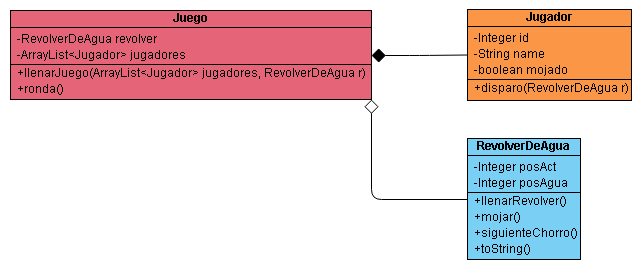 Juego
-RevolverDeAgua revolver
-ArrayList<Jugador> jugadores
+llenarJuego(ArrayList<Jugador> jugadores, RevolverDeAgua r)
+ronda()
Jugador
-Integer id
-String name
-boolean mojado
+disparo(RevolverDeAgua r)
RevolverDeAgua
-Integer posAct
-Integer posAgua
+llenarRevolver()
+mojar()
+siguienteChorro()
+toString()